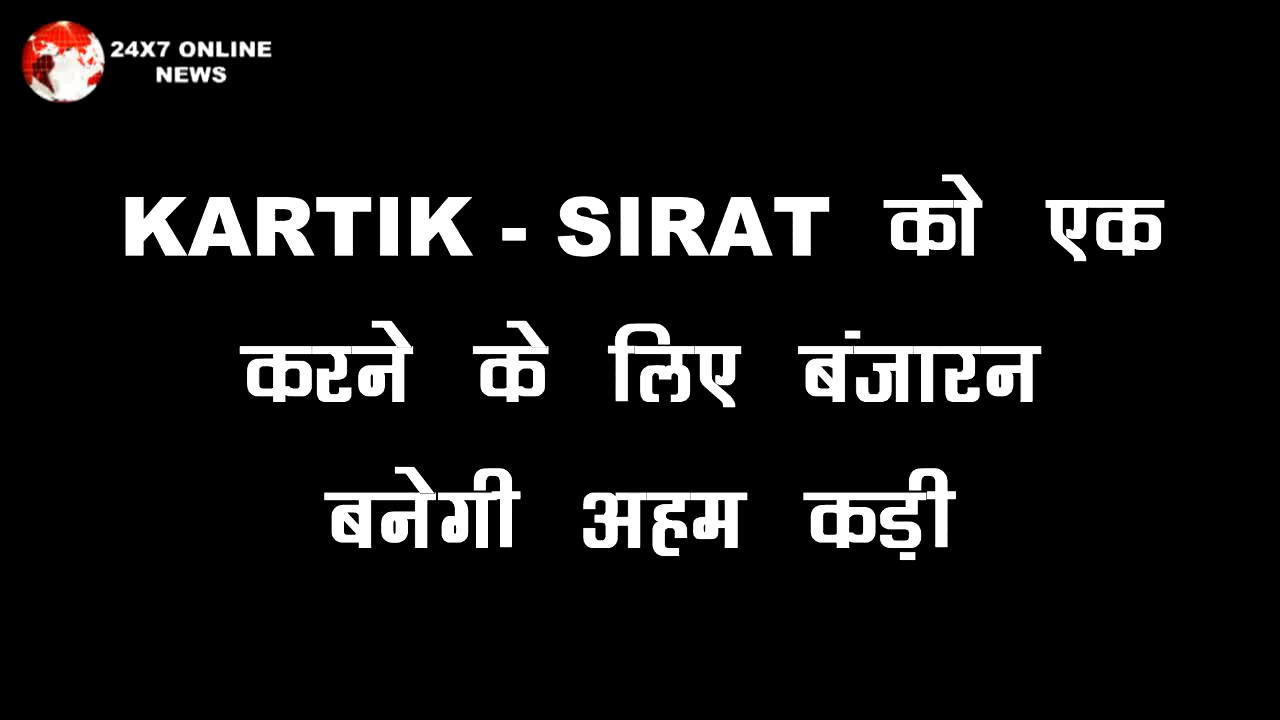 24X7 ONLINE
NEWS
KARTIK - SIRAT को एक
करने के लिए बंजारन
बनेगी अहम कड़ी